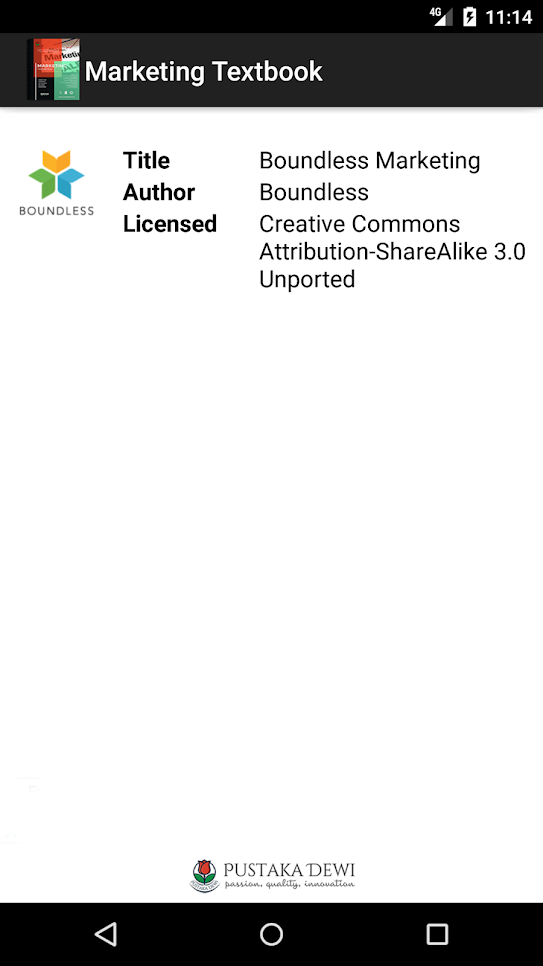 4G 11:14
Marketing Textbook
BOUNDLESS
Title Boundless Marketing
Author Boundless
Licensed Creative Commons
Attribution-ShareAlike 3.0
Unported
PUSTAKA DEWI
passion, quality, innovation